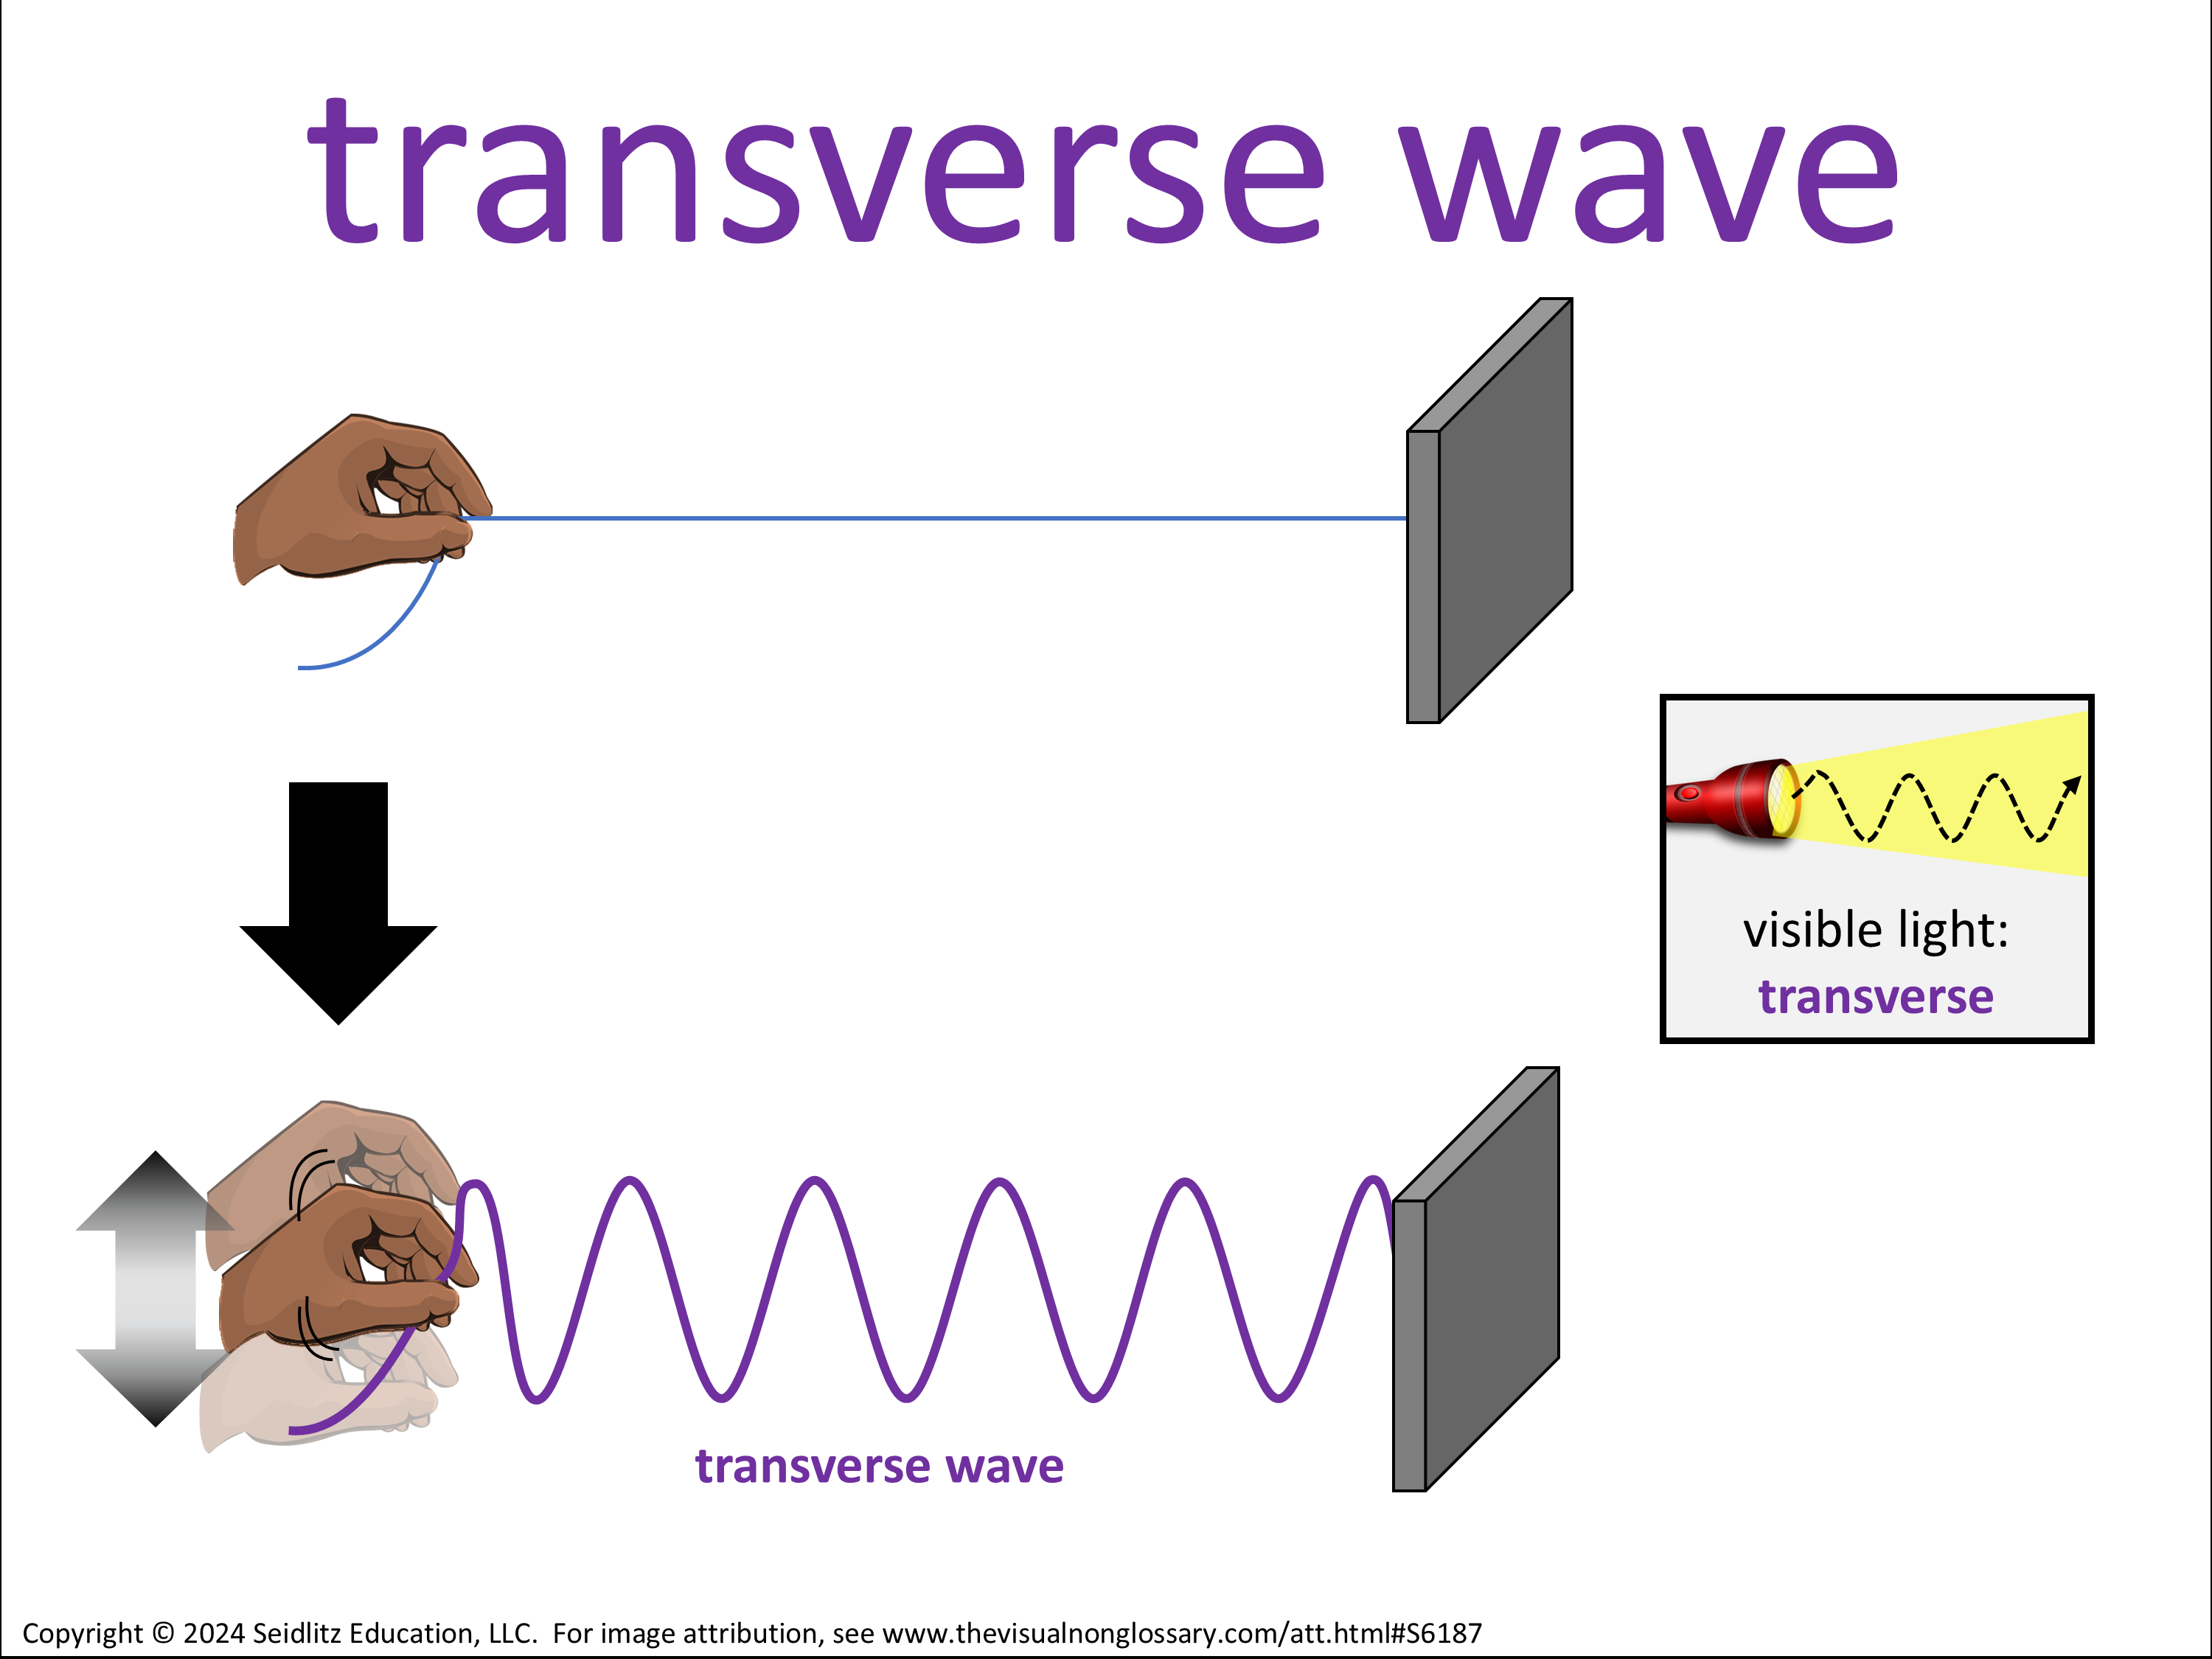 transverse wave
visible light:
transverse
transverse wave
Copyright © 2024 Seidlitz Education, LLC.  For image attribution, see www.thevisualnonglossary.com/att.html#S6187